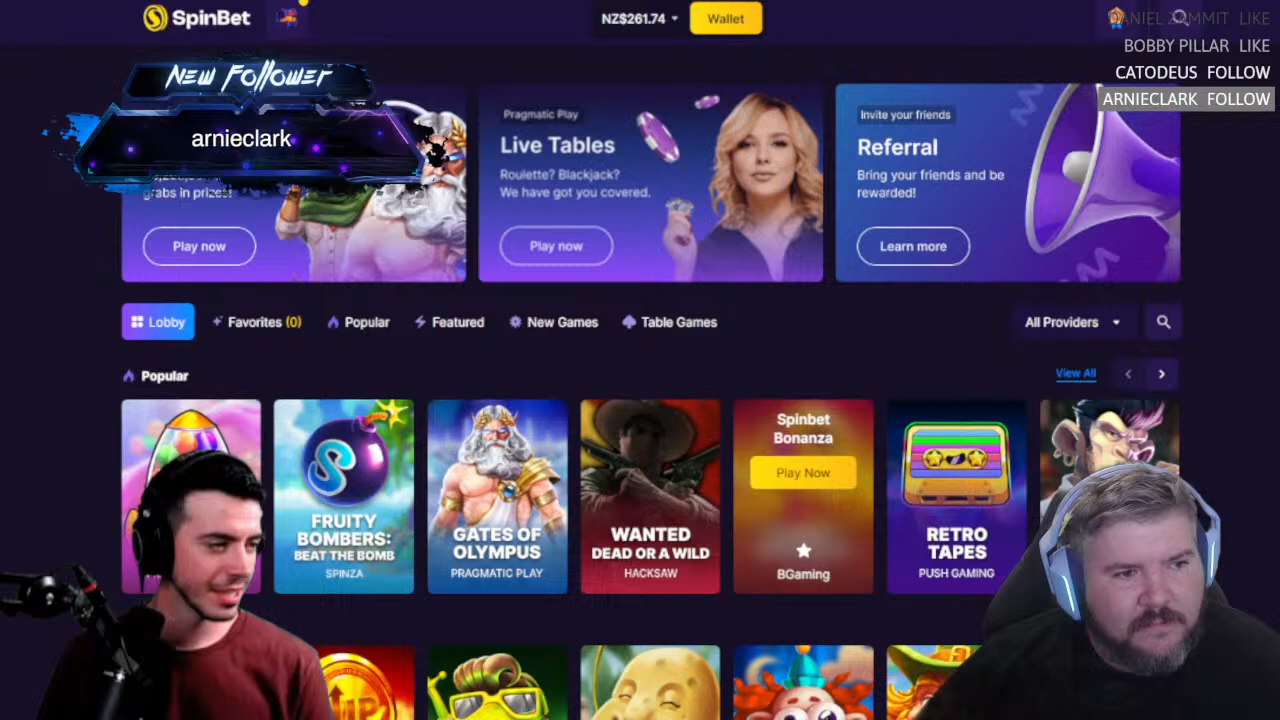 SpinBet
NZ$261.74
Wallet
DANIEL ZAMMIT LIKE
BOBBY PILLAR LIKE
CATODEUS FOLLOW
ARNIECLARK FOLLOW
New Follower
arnieclark
grabs in prizes!
Play now
Pragmatic Play
Live Tables
Roulette? Blackjack?
We have got you covered.
Play now
Invite your friends
Referral
Bring your friends and be
rewarded!
Learn more
Lobby
Favorites (0)
Popular
Featured
New Games
Table Games
All Providers
Popular
View All
FRUITY
BOMBERS:
BEAT THE BOMB
SPINZA
GATES OF
OLYMPUS
PRAGMATIC PLAY
WANTED
DEAD OR A WILD
HACKSAW
Spinbet
Bonanza
Play Now
BGaming
RETRO
TAPES
PUSH GAMING
UP